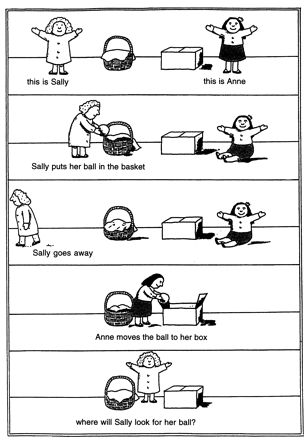 this is Sally
this is Anne
Sally puts her ball in the basket
Sally goes away
Anne moves the ball to her box
where will Sally look for her ball?